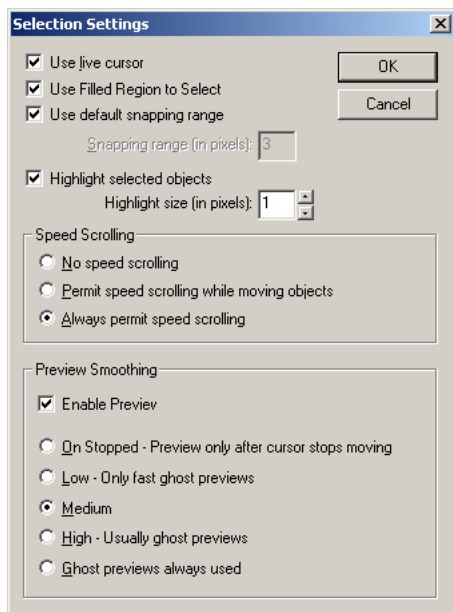 Selection Settings
Use live cursor
OK
Use Filled Region to Select
Cancel
Use default snapping range
Snapping range (in pixels): 3
Highlight selected objects
Highlight size (in pixels): 1
Speed Scrolling
No speed scrolling
Permit speed scrolling while moving objects
Always permit speed scrolling
Preview Smoothing
Enable Previev
On Stopped - Preview only after cursor stops moving
Low - Only fast ghost previews
Medium
High - Usually ghost previews
Ghost previews always used